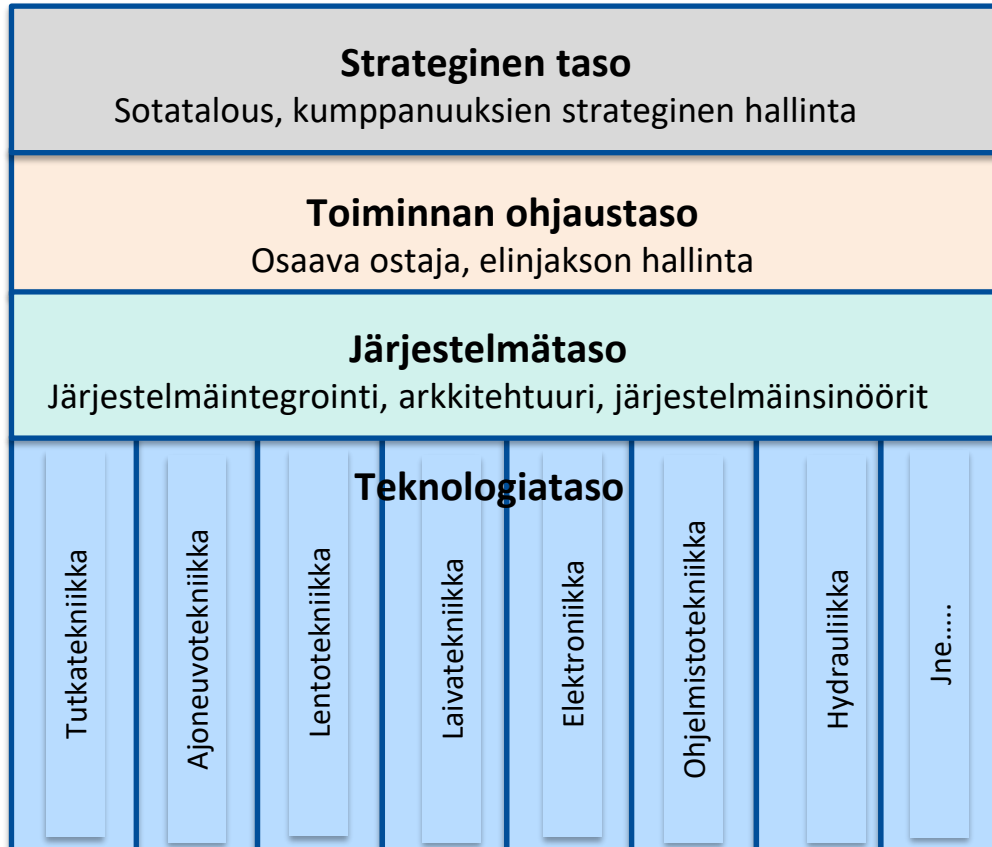 Strateginen taso
Sotatalous, kumppanuuksien strateginen hallinta
Toiminnan ohjaustaso
Osaava ostaja, elinjakson hallinta
Järjestelmätaso
Järjestelmäintegrointi, arkkitehtuuri, järjestelmäinsinöörit
Teknologiataso
Tutkatekniikka
Ajoneuvotekniikka
Lentotekniikka
Laivatekniikka
Elektroniikka
Ohjelmistotekniikka
Hydrauliikka
Jne.....